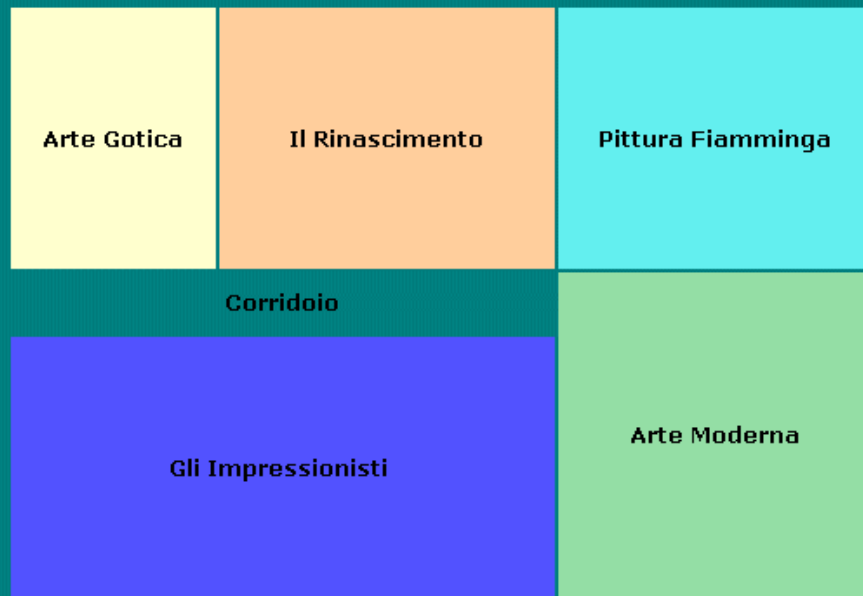 Arte Gotica
Il Rinascimento
Pittura Fiamminga
Corridoio
Arte Moderna
Gli Impressionisti